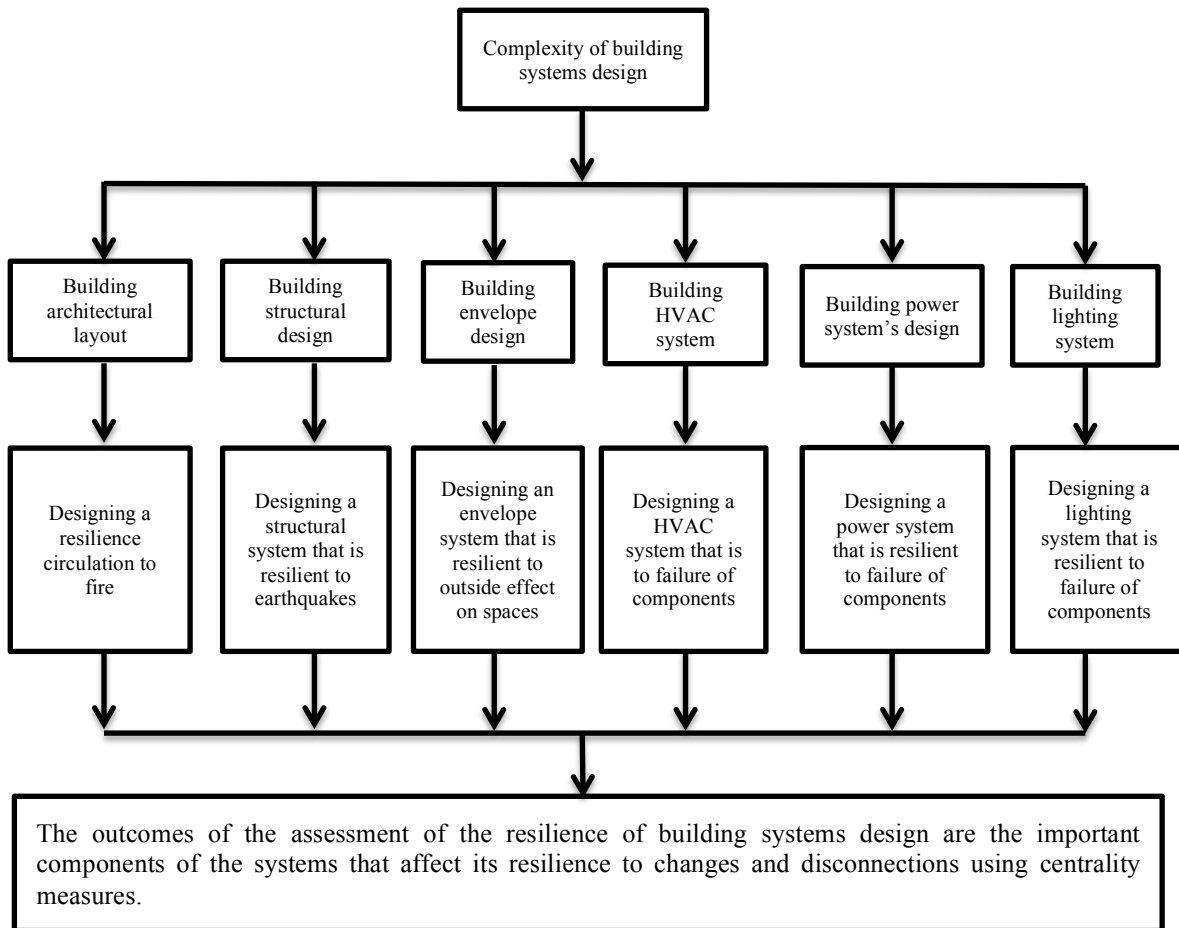 Complexity of building
systems design
Building
architectural
layout
Building
structural
design
Building
envelope
design
Building
HVAC
system
Building power
system’s design
Building
lighting
system
Designing a
resilience
circulation to
fire
Designing a
structural
system that is
resilient to
earthquakes
Designing an
envelope
system that is
resilient to
outside effect
on spaces
Designing a
HVAC
system that is
to failure of
components
Designing a
power system
that is resilient
to failure of
components
Designing a
lighting
system that is
resilient to
failure of
components
The outcomes of the assessment of the resilience of building systems design are the important
components of the systems that affect its resilience to changes and disconnections using centrality
measures.